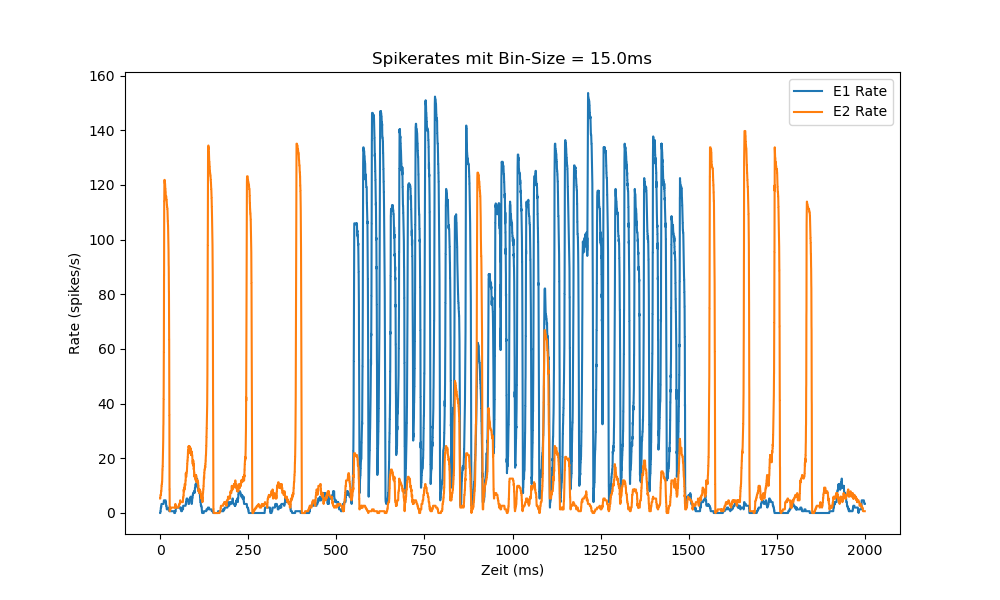 Spikerates mit Bin-Size = 15.0ms
E1 Rate
E2 Rate
160
140
120
100
80
60
40
20
0
Rate (spikes/s)
0 250 500 750 1000 1250 1500 1750 2000
Zeit (ms)